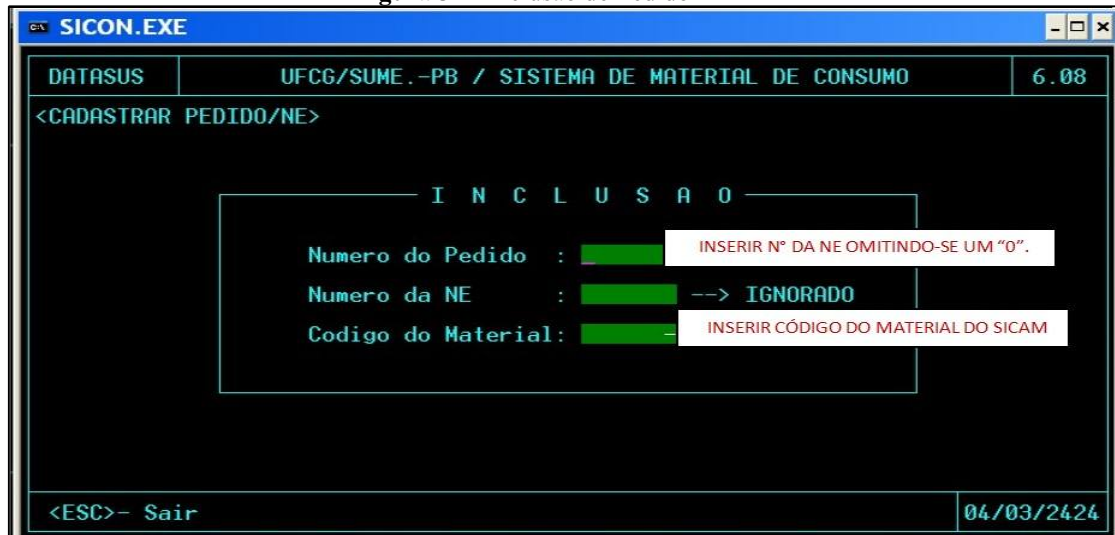 SICON.EXE
DATASUS UFCG/SUME.-PB / SISTEMA DE MATERIAL DE CONSUMO 6.08
<CADASTRAR PEDIDO/NE>
I N C L U S A O
Numero do Pedido : INSERIR N° DA NE OMITINDO-SE UM “0”.
Numero da NE : --> IGNORADO
Codigo do Material: INSERIR CÓDIGO DO MATERIAL DO SICAM
<ESC>- Sair 04/03/2424